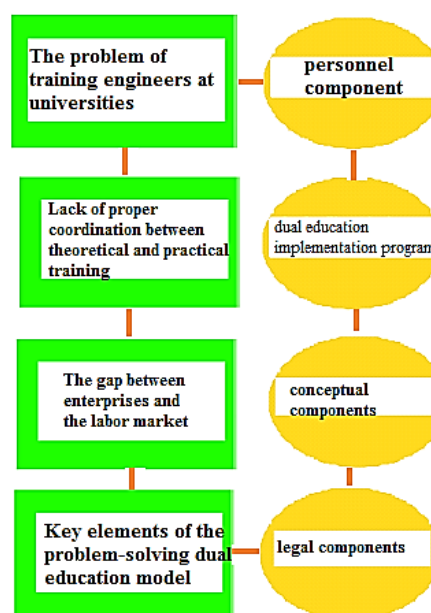 The problem of
training engineers at
universities
personnel
component
Lack of proper
coordination between
theoretical and practical
training
dual education
implementation program
The gap between
enterprises and
the labor market
conceptual
components
Key elements of the
problem-solving dual
education model
legal components